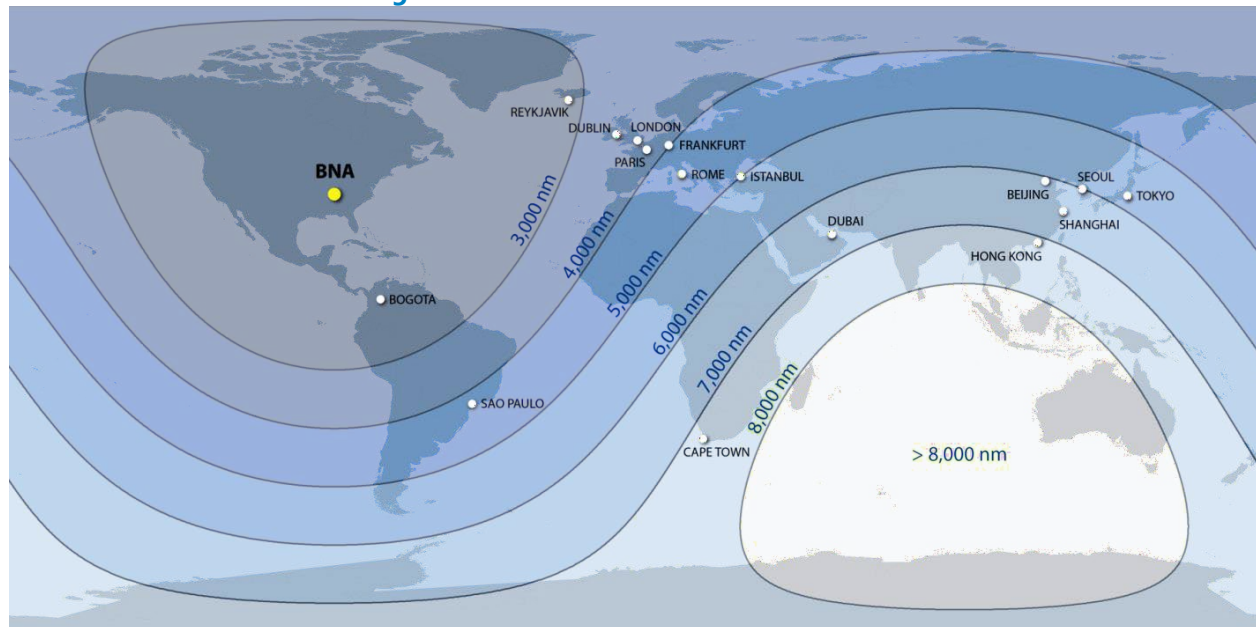 REYKJAVIK
DUBLIN
LONDON
PARIS
FRANKFURT
BNA
ROME
ISTANBUL
BEIJING
SEOUL
TOKYO
SHANGHAI
DUBAI
HONG KONG
3,000 nm
4,000 nm
5,000 nm
6,000 nm
7,000 nm
8,000 nm
BOGOTA
SAO PAULO
CAPE TOWN
> 8,000 nm